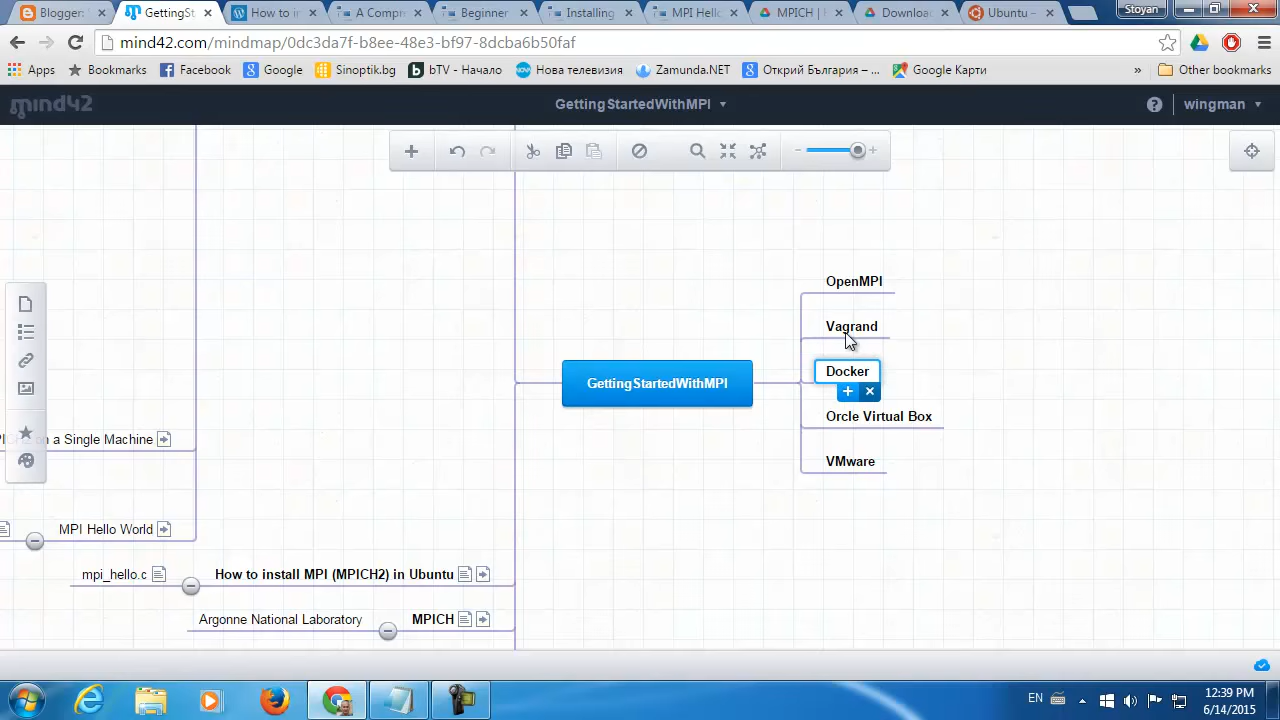 Blogger:
GettingSt
How to in
A Compr
Beginner
Installing
MPI Hell
MPICH |
Downloa
Ubuntu –
Stoyan
mind42.com/mindmap/0dc3da7f-b8ee-48e3-bf97-8dcba6b50faf
Apps
Bookmarks
Facebook
Google
Sinoptik.bg
bTV - Начало
Нова телевизия
Zamunda.NET
Открий България – ...
Google Карти
»
Other bookmarks
mind42
GettingStartedWithMPI
wingman
OpenMPI
Vagrand
Docker
Orcle Virtual Box
VMware
GettingStartedWithMPI
on a Single Machine
MPI Hello World
mpi_hello.c
How to install MPI (MPICH2) in Ubuntu
Argonne National Laboratory
MPICH
EN
12:39 PM
6/14/2015